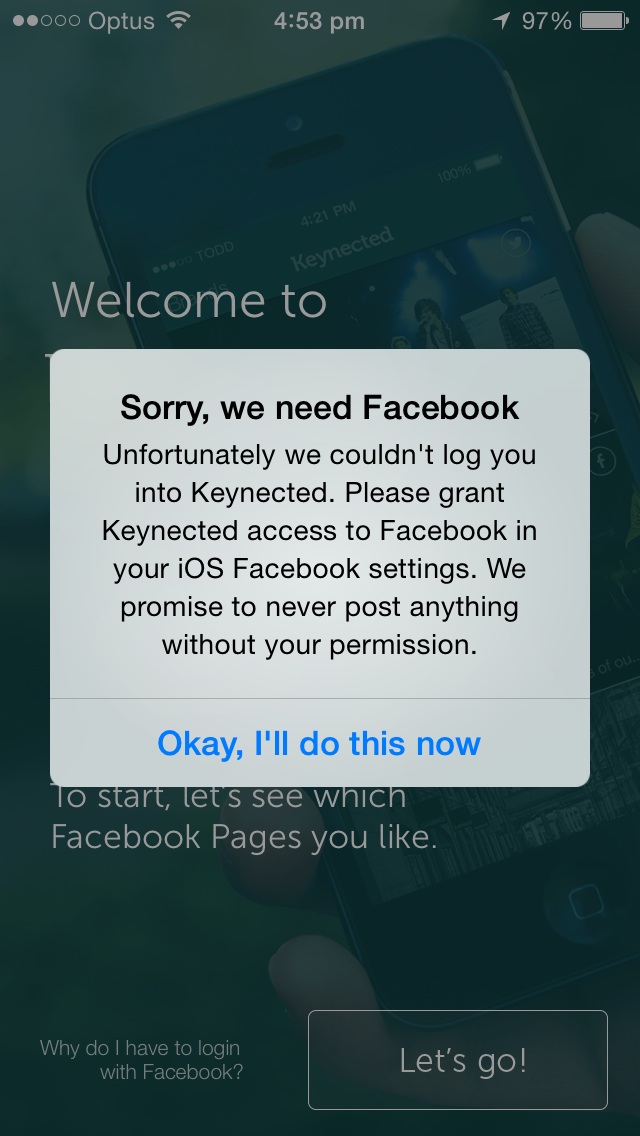 Optus 4:53 pm 97%
100%
4:21 PM
TODD
Keynected
Welcome to
Sorry, we need Facebook
Unfortunately we couldn't log you
into Keynected. Please grant
Keynected access to Facebook in
your iOS Facebook settings. We
promise to never post anything
without your permission.
Okay, I'll do this now
To start, let's see which
Facebook Pages you like.
Why do I have to login
with Facebook?
Let's go!